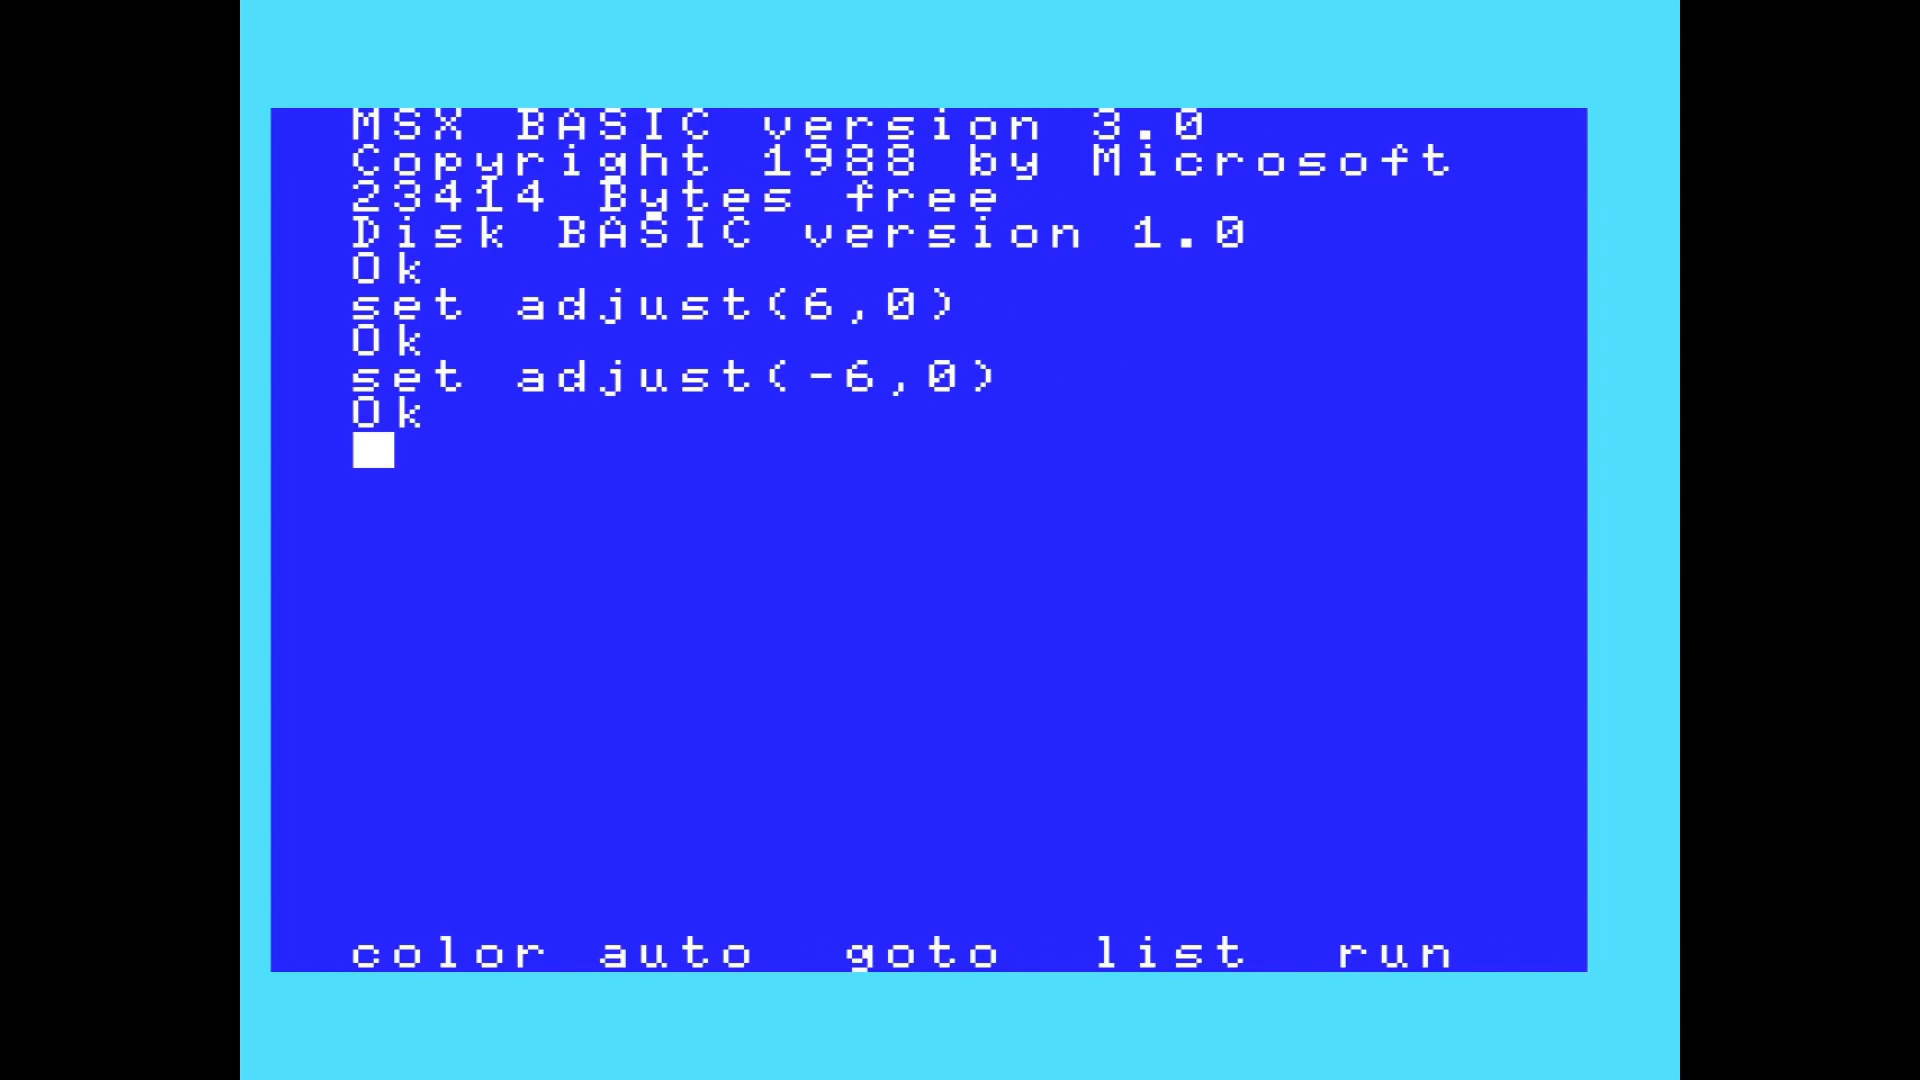 MSX BASIC version 3.0
Copyright 1988 by Microsoft
23414 Bytes free
Disk BASIC version 1.0
Ok
set adjust(6,0)
Ok
set adjust(-6,0)
Ok
color auto goto list run